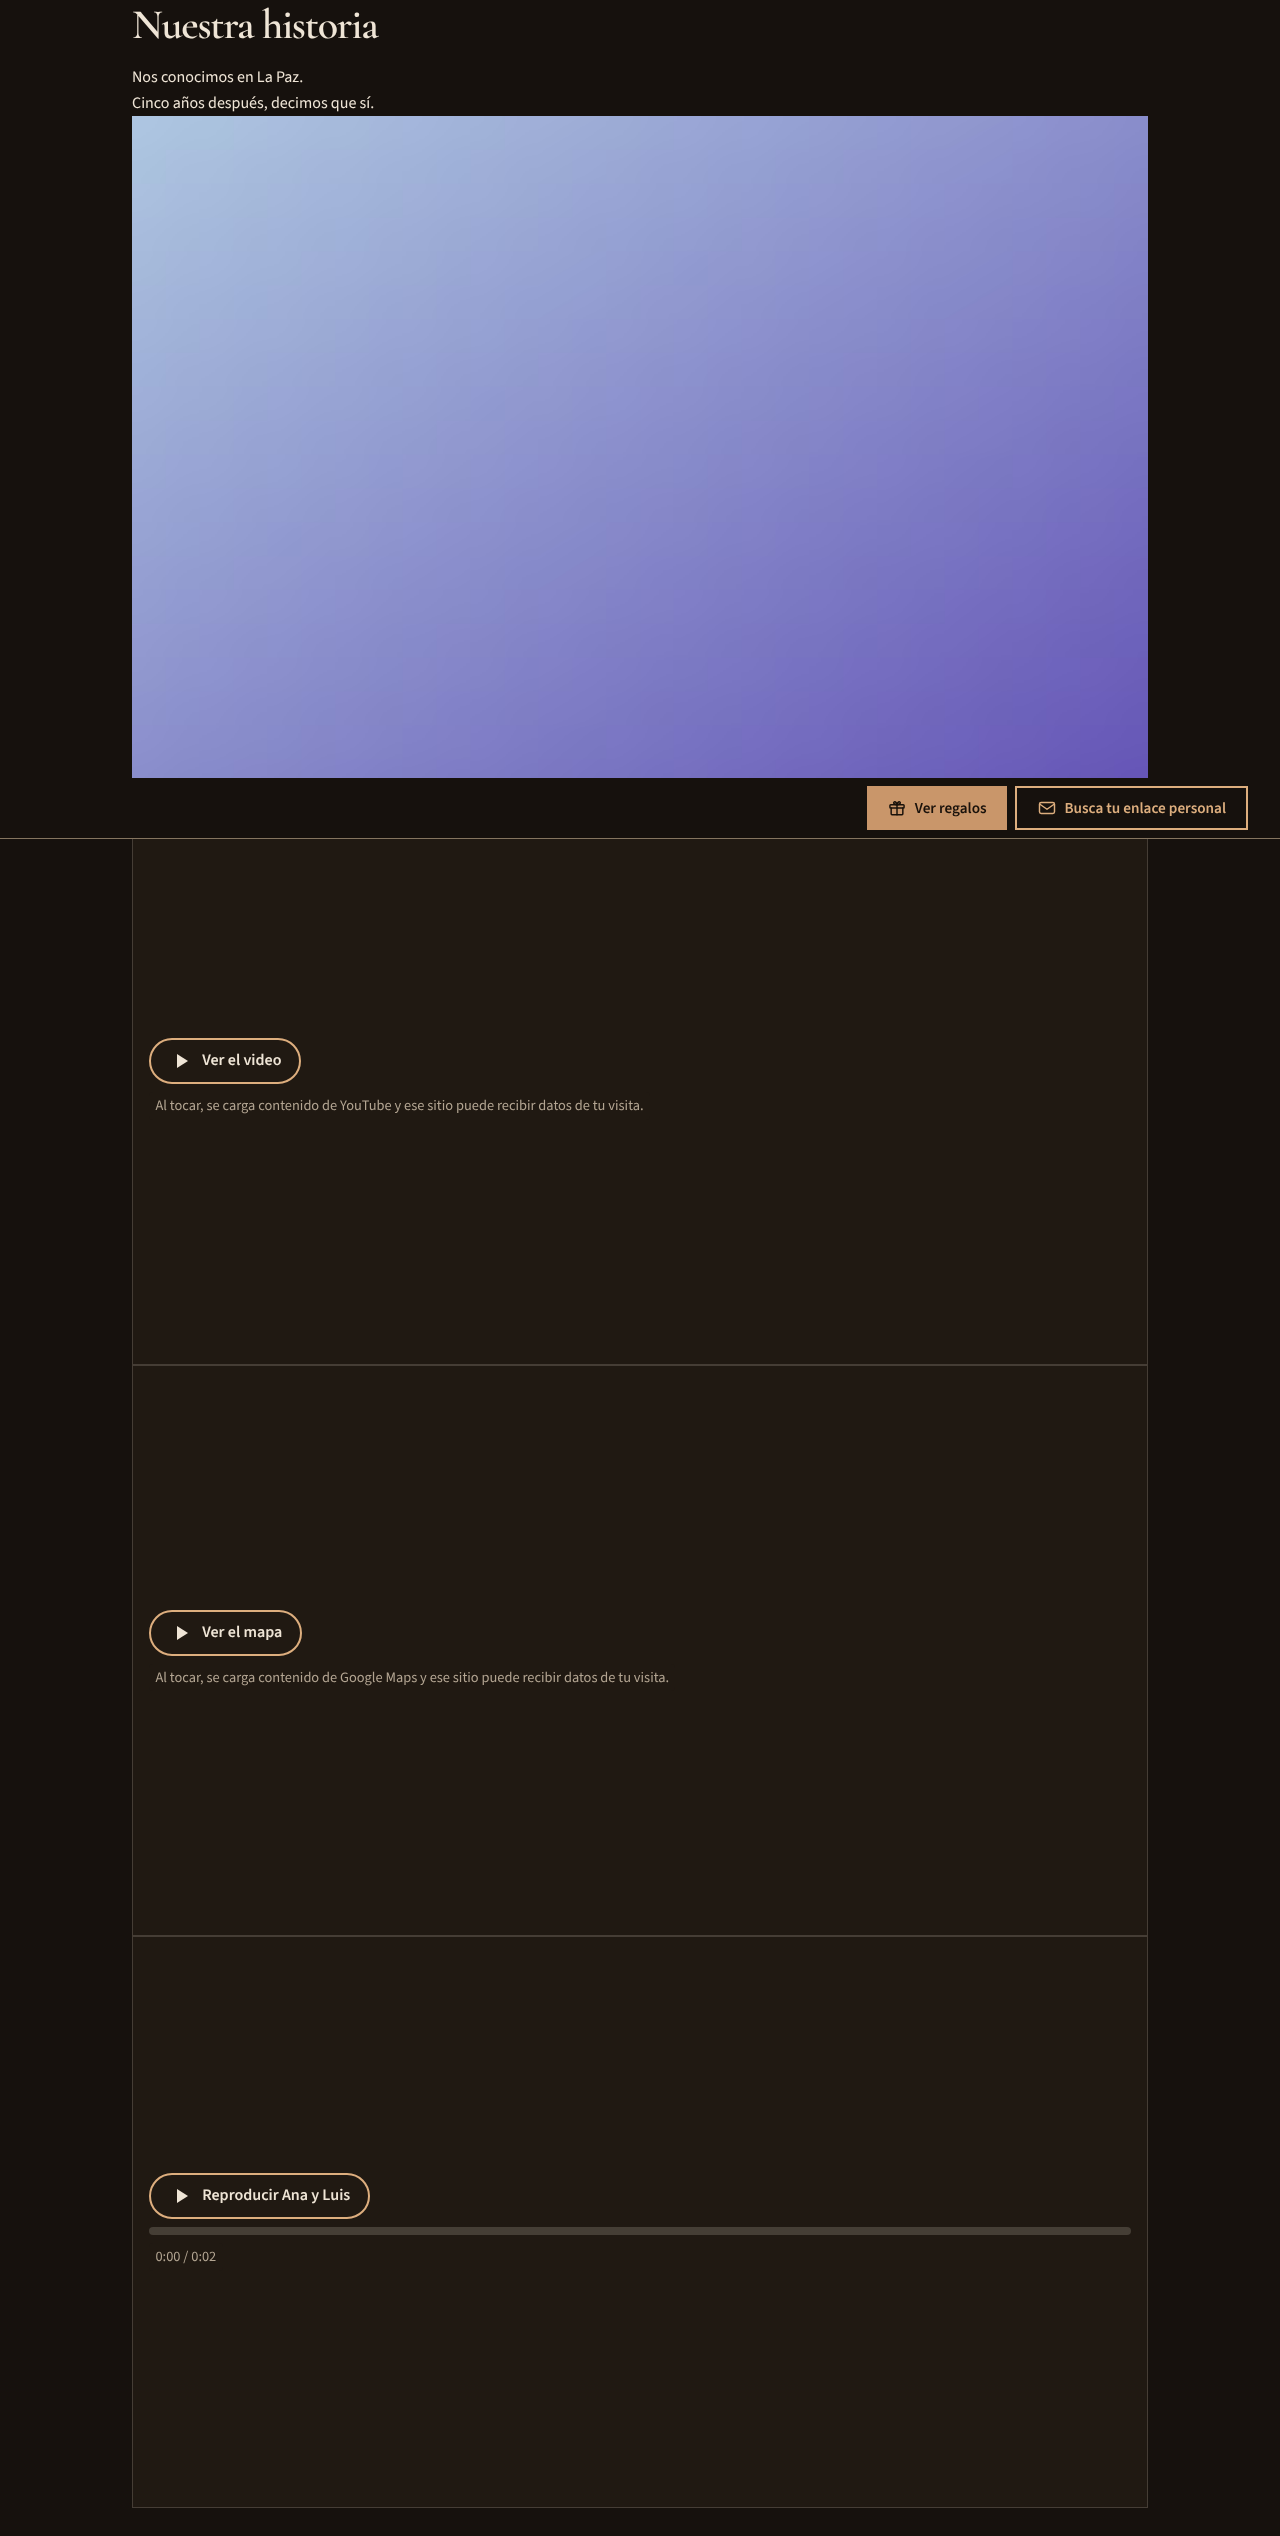 Nuestra historia
Nos conocimos en La Paz.
Cinco años después, decimos que sí.
Ver regalos
Busca tu enlace personal
Ver el video
Al tocar, se carga contenido de YouTube y ese sitio puede recibir datos de tu visita.
Ver el mapa
Al tocar, se carga contenido de Google Maps y ese sitio puede recibir datos de tu visita.
Reproducir Ana y Luis
0:00 / 0:02